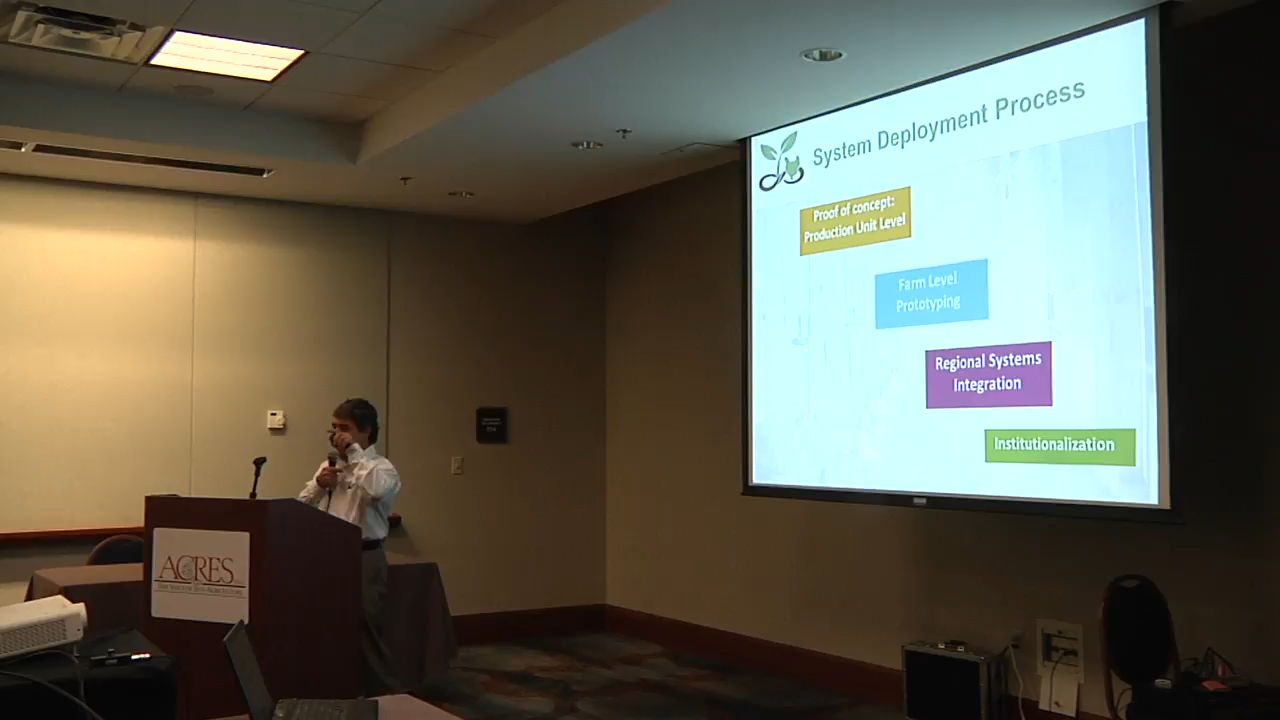 System Deployment Process
Proof of concept:
Production Unit Level
Farm Level
Prototyping
Regional Systems
Integration
Institutionalization
ACRES